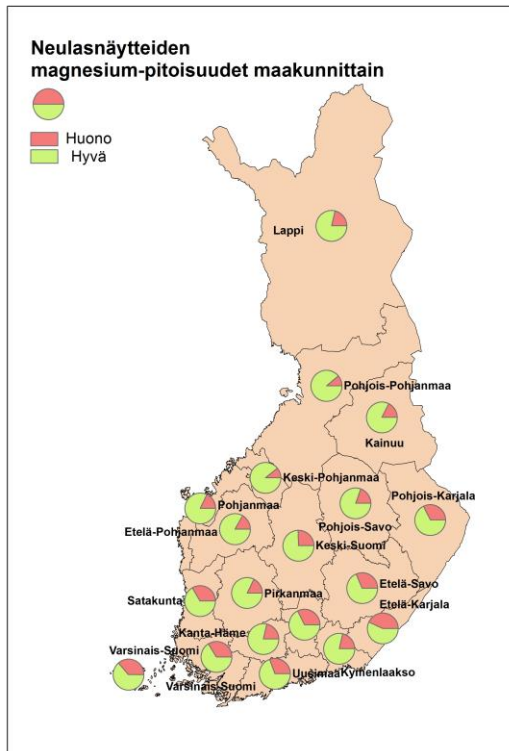 Neulasnäytteiden
magnesium-pitoisuudet maakunnittain
Huono
Hyvä
Lappi
Pohjois-Pohjanmaa
Kainuu
Keski-Pohjanmaa
Pohjois-Karjala
Pohjanmaa
Etelä-Pohjanmaa
Pohjois-Savo
Keski-Suomi
Etelä-Savo
Pirkanmaa
Satakunta
Etelä-Karjala
Kanta-Häme
Varsinais-Suomi
Uusimaa
Kymenlaakso
Varsinais-Suomi